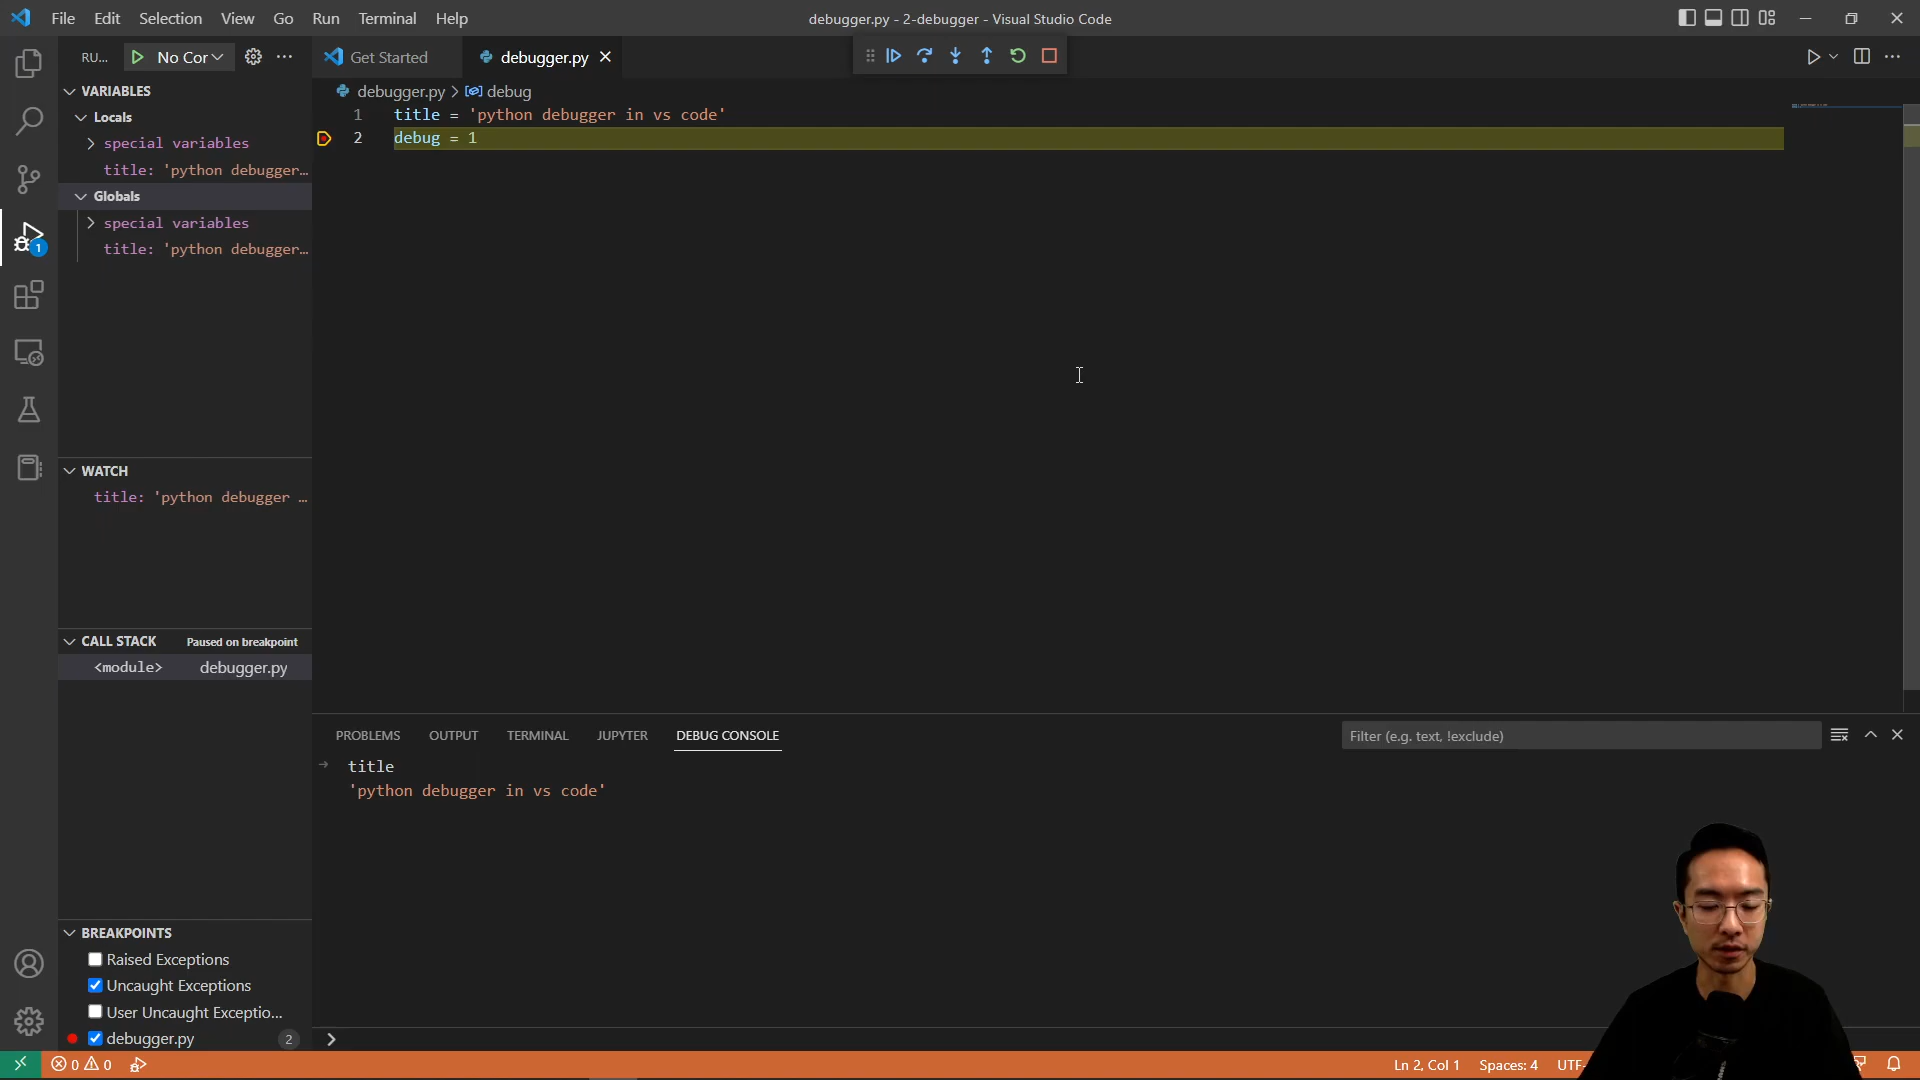 File Edit Selection View Go Run Terminal Help
debugger.py - 2-debugger - Visual Studio Code
RU... No Cor
Get Started debugger.py
VARIABLES
Locals
special variables
title: 'python debugger...
Globals
special variables
title: 'python debugger...
WATCH
title: 'python debugger ...
CALL STACK Paused on breakpoint
<module> debugger.py
BREAKPOINTS
Raised Exceptions
Uncaught Exceptions
User Uncaught Exceptio...
debugger.py 2
1
debugger.py > debug
1 title = 'python debugger in vs code'
2 debug = 1
PROBLEMS OUTPUT TERMINAL JUPYTER DEBUG CONSOLE
Filter (e.g. text, !exclude)
title
'python debugger in vs code'
0 0
Ln 2, Col 1 Spaces: 4 UTF-